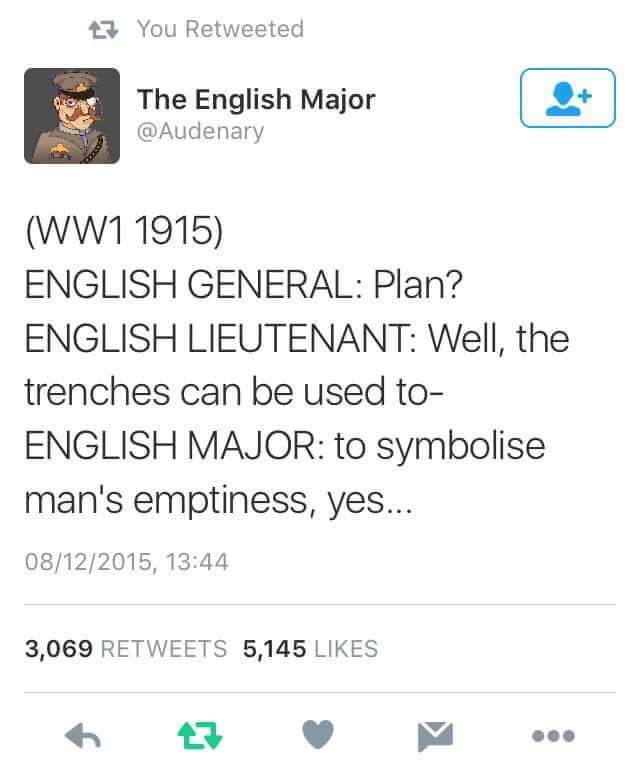 You Retweeted
The English Major
@Audenary
(WW1 1915)
ENGLISH GENERAL: Plan?
ENGLISH LIEUTENANT: Well, the
trenches can be used to-
ENGLISH MAJOR: to symbolise
man's emptiness, yes...
08/12/2015, 13:44
3,069 RETWEETS 5,145 LIKES